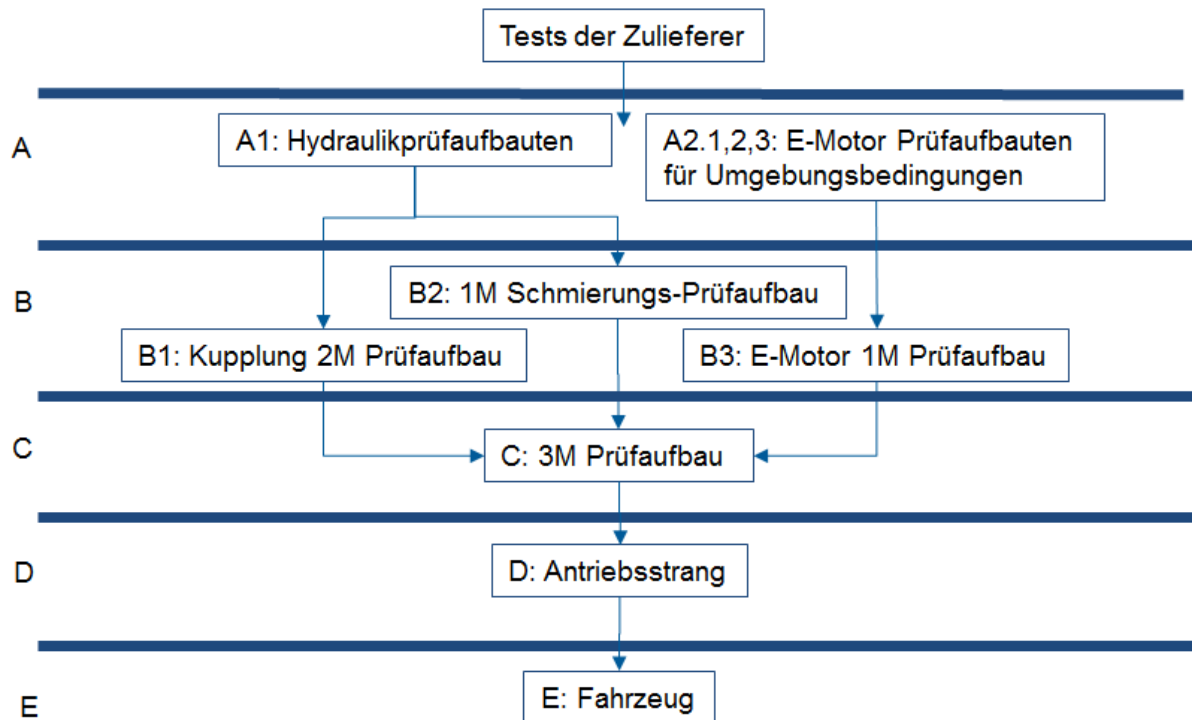 Tests der Zulieferer
A
A1: Hydraulikprüfaufbauten
A2.1,2,3: E-Motor Prüfaufbauten
für Umgebungsbedingungen
B
B2: 1M Schmierungs-Prüfaufbau
B1: Kupplung 2M Prüfaufbau
B3: E-Motor 1M Prüfaufbau
C
C: 3M Prüfaufbau
D
D: Antriebsstrang
E
E: Fahrzeug